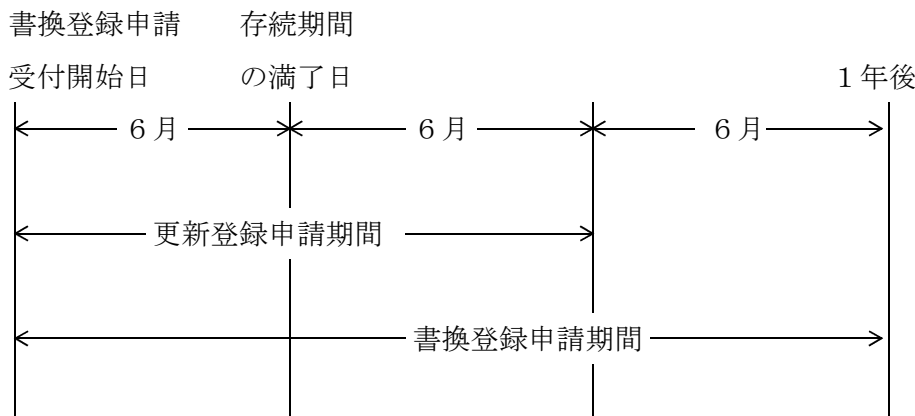 書換登録申請 存続期間
受付開始日 の満了日 １年後
６月 ６月 ６月
更新登録申請期間
書換登録申請期間